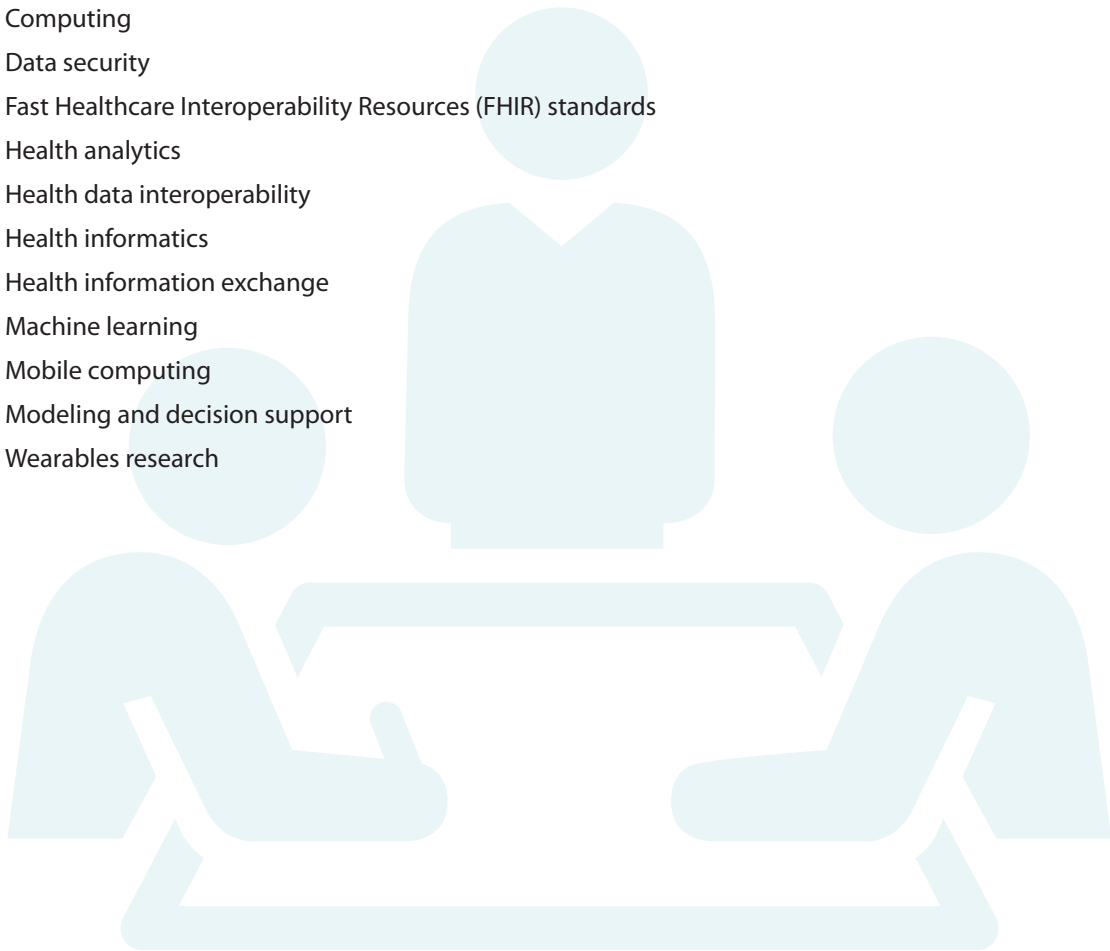 Computing
Data security
Fast Healthcare Interoperability Resources (FHIR) standards
Health analytics
Health data interoperability
Health informatics
Health information exchange
Machine learning
Mobile computing
Modeling and decision support
Wearables research